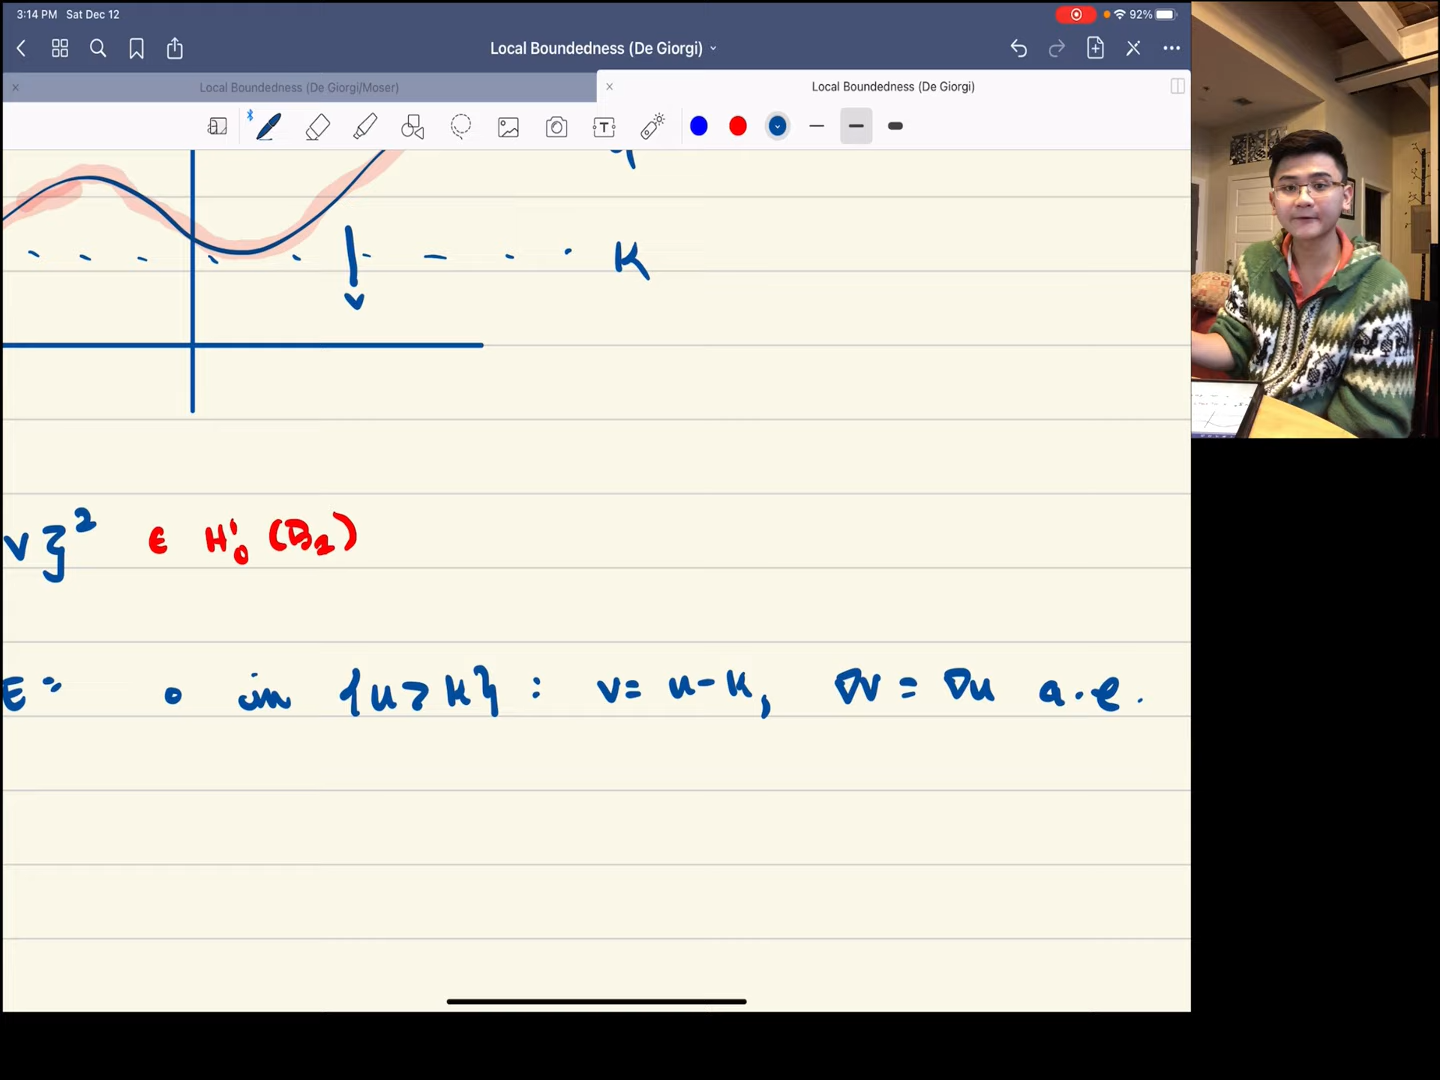 3:14 PM Sat Dec 12
92%
Local Boundedness (De Giorgi)
Local Boundedness (De Giorgi/Moser)
Local Boundedness (De Giorgi)
K
v ξ² ∈ H¹₀ (B₂)
0 in {u > k} : v = u - k, ∇v = ∇u a.e.